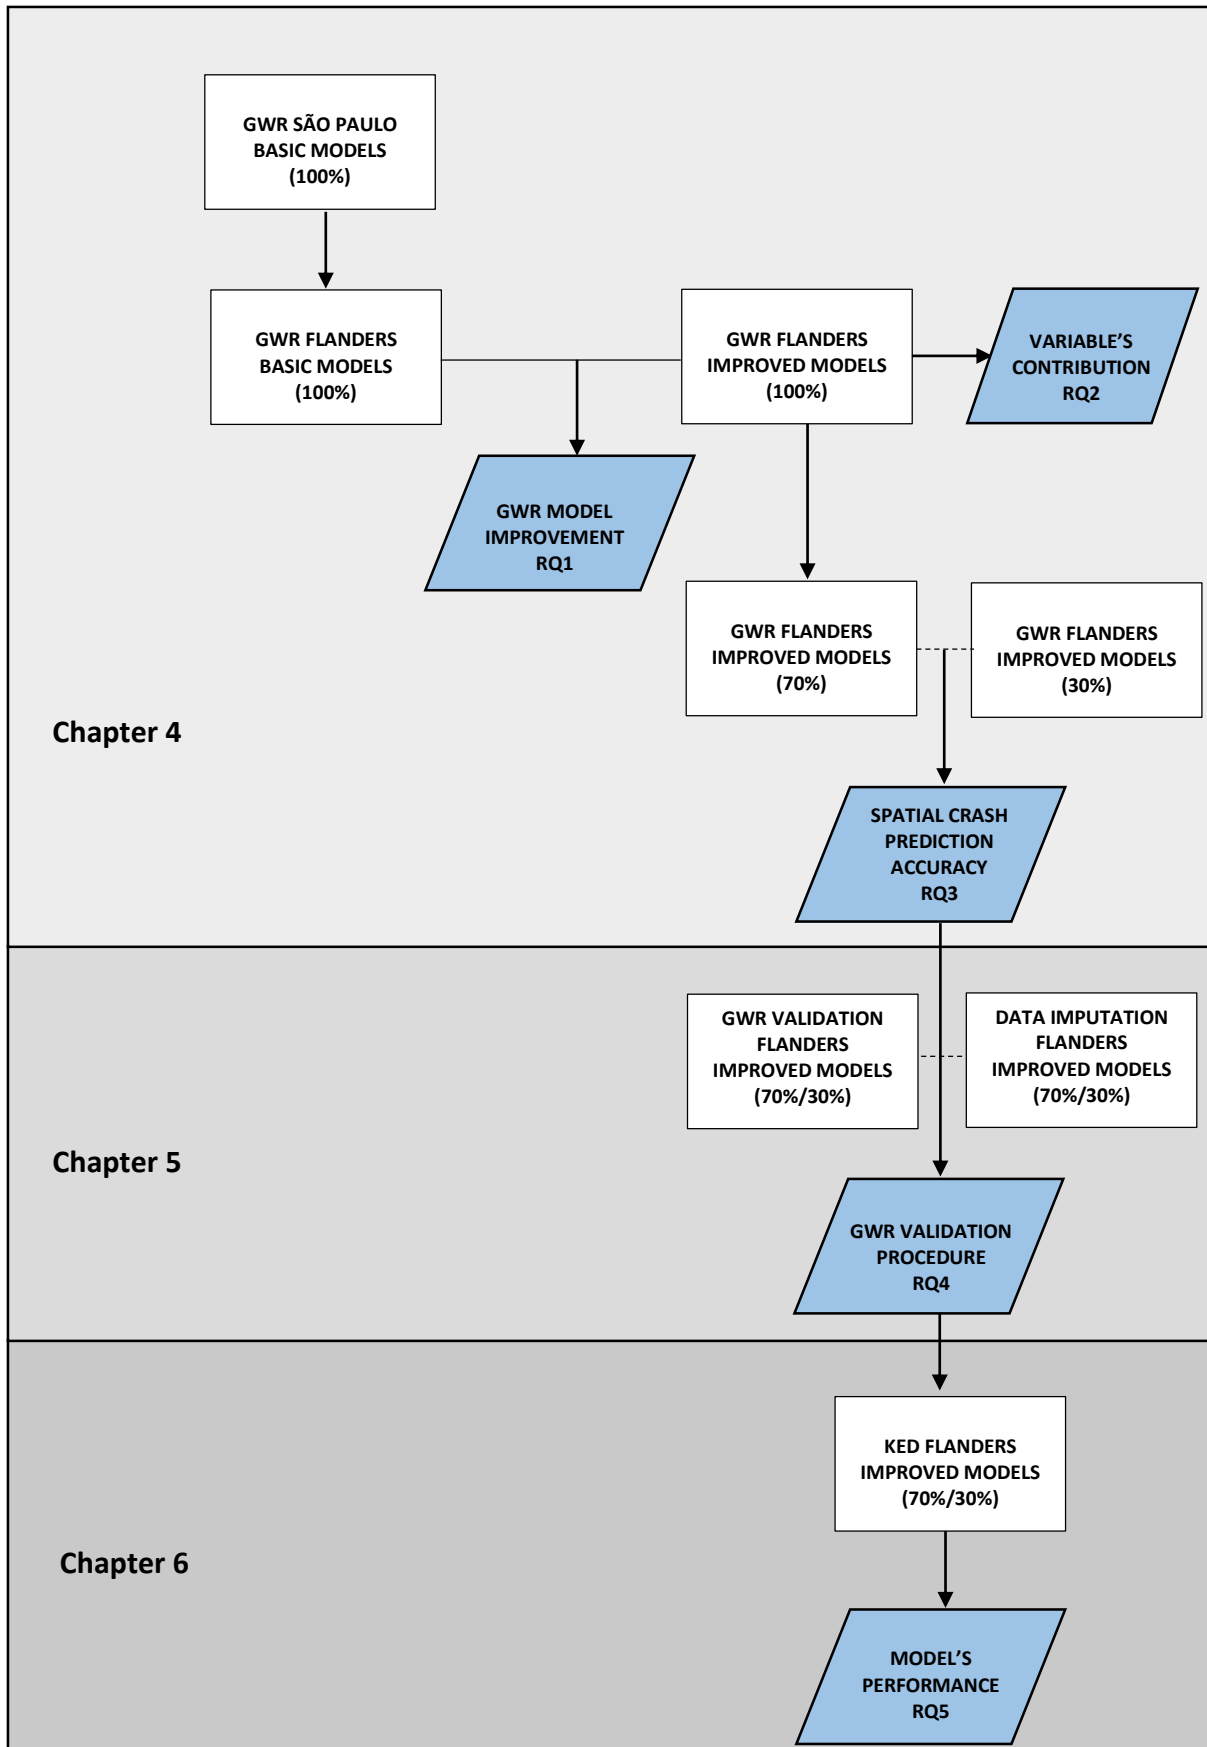 GWR SÃO PAULO
BASIC MODELS
(100%)
GWR FLANDERS
BASIC MODELS
(100%)
GWR FLANDERS
IMPROVED MODELS
(100%)
VARIABLE’S
CONTRIBUTION
RQ2
GWR MODEL
IMPROVEMENT
RQ1
GWR FLANDERS
IMPROVED MODELS
(70%)
GWR FLANDERS
IMPROVED MODELS
(30%)
Chapter 4
SPATIAL CRASH
PREDICTION
ACCURACY
RQ3
GWR VALIDATION
FLANDERS
IMPROVED MODELS
(70%/30%)
DATA IMPUTATION
FLANDERS
IMPROVED MODELS
(70%/30%)
Chapter 5
GWR VALIDATION
PROCEDURE
RQ4
KED FLANDERS
IMPROVED MODELS
(70%/30%)
Chapter 6
MODEL’S
PERFORMANCE
RQ5